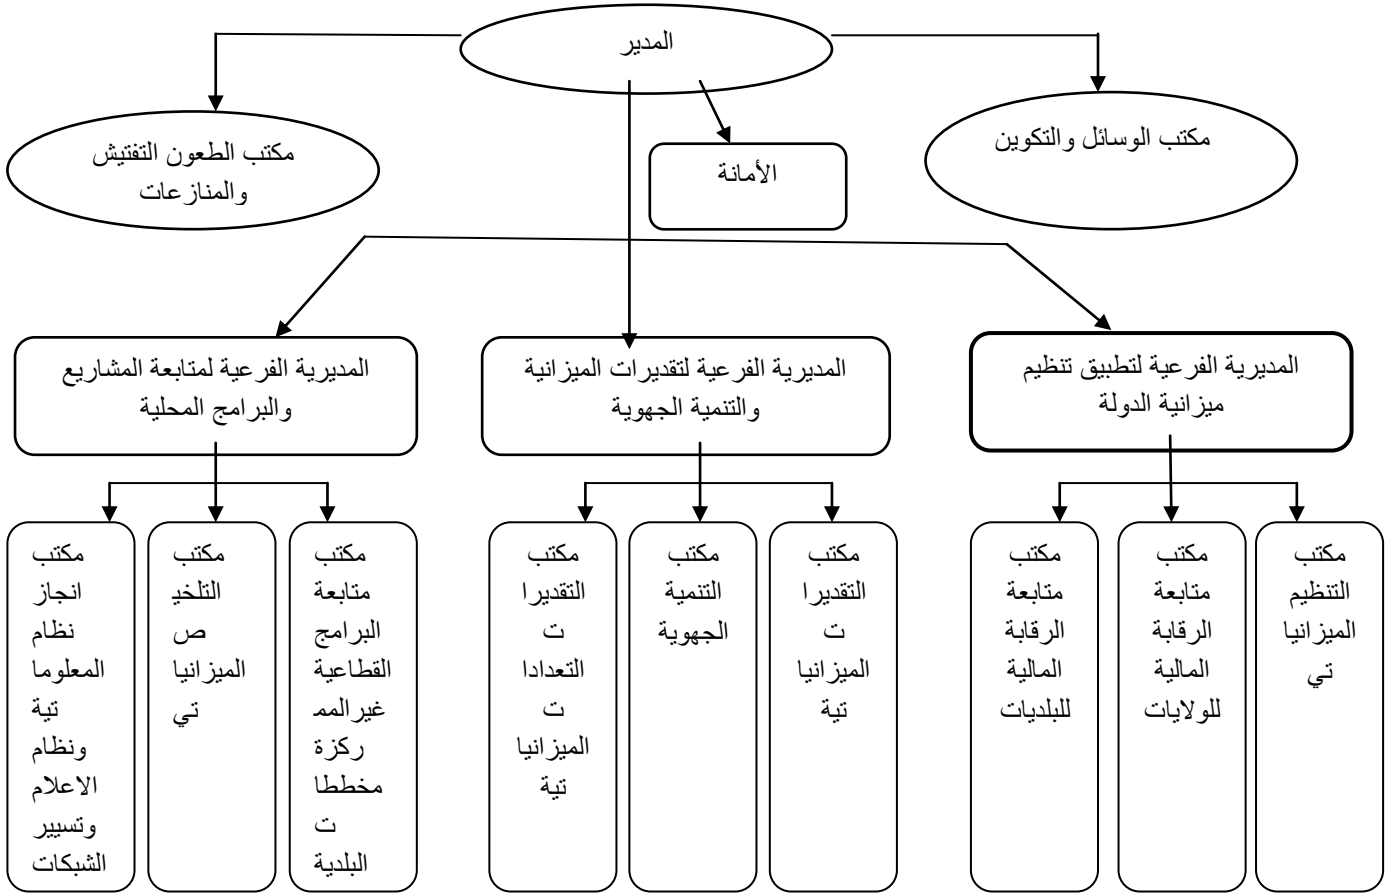 المدير
مكتب الوسائل والتكوين
الأمانة
مكتب الطعون التفتيش
والمنازعات
المديرية الفرعية لتطبيق تنظيم
ميزانية الدولة
المديرية الفرعية لتقديرات الميزانية
والتنمية الجهوية
المديرية الفرعية لمتابعة المشاريع
والبرامج المحلية
مكتب
التنظيم
الميزانيا
تي
مكتب
متابعة
الرقابة
المالية
للولايات
مكتب
متابعة
الرقابة
المالية
للبلديات
مكتب
التقديرا
ت
الميزانيا
تية
مكتب
التنمية
الجهوية
مكتب
التقديرا
ت
التعدادا
ت
الميزانيا
تية
مكتب
متابعة
البرامج
القطاعية
غيرالمم
ركزة
مخططا
ت
البلدية
مكتب
التلخي
ص
الميزانيا
تي
مكتب
انجاز
نظام
المعلوما
تية
ونظام
الاعلام
وتسيير
الشبكات